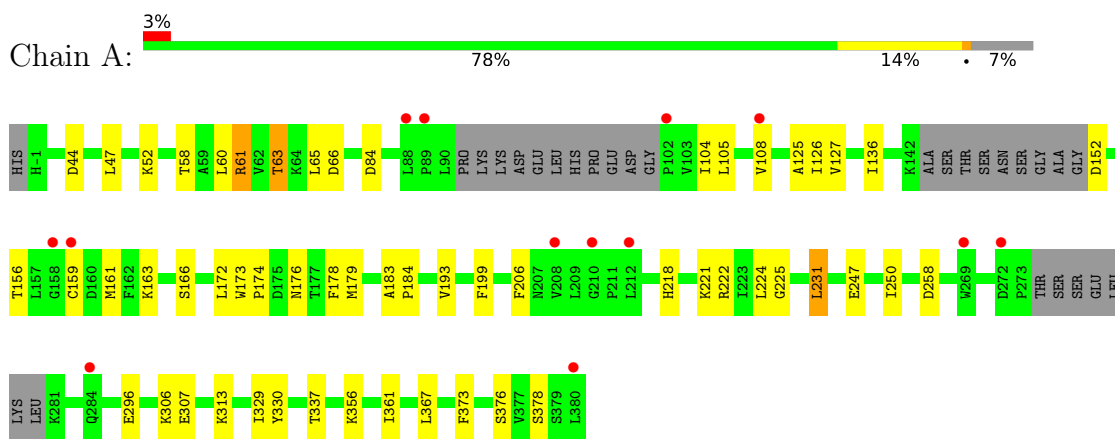 3%
Chain A:
78% 14% • 7%
HIS H-1 D44 L47 K52 T58 A59 L60 R61 V62 T63 K64 L65 D66 D84 L88 P89 L90 PRO LYS LYS ASP GLU LEU HIS PRO GLU ASP GLY P102 V103 I104 L105 V108 A125 I126 V127 I136 K142 ALA SER THR SER ASN SER GLY ALA GLY D152
T156 L157 G158 C159 D160 M161 F162 K163 S166 L172 W173 P174 D175 N176 T177 F178 M179 A183 P184 V193 F199 F206 N207 V208 L209 G210 P211 L212 H218 K221 R222 I223 L224 G225 L231 E247 I250 D258 W269 D272 P273 THR SER SER GLU LEU
LYS LEU K281 Q284 E296 K306 E307 K313 I329 Y330 T337 K356 I361 L367 F373 S376 V377 S378 S379 L380